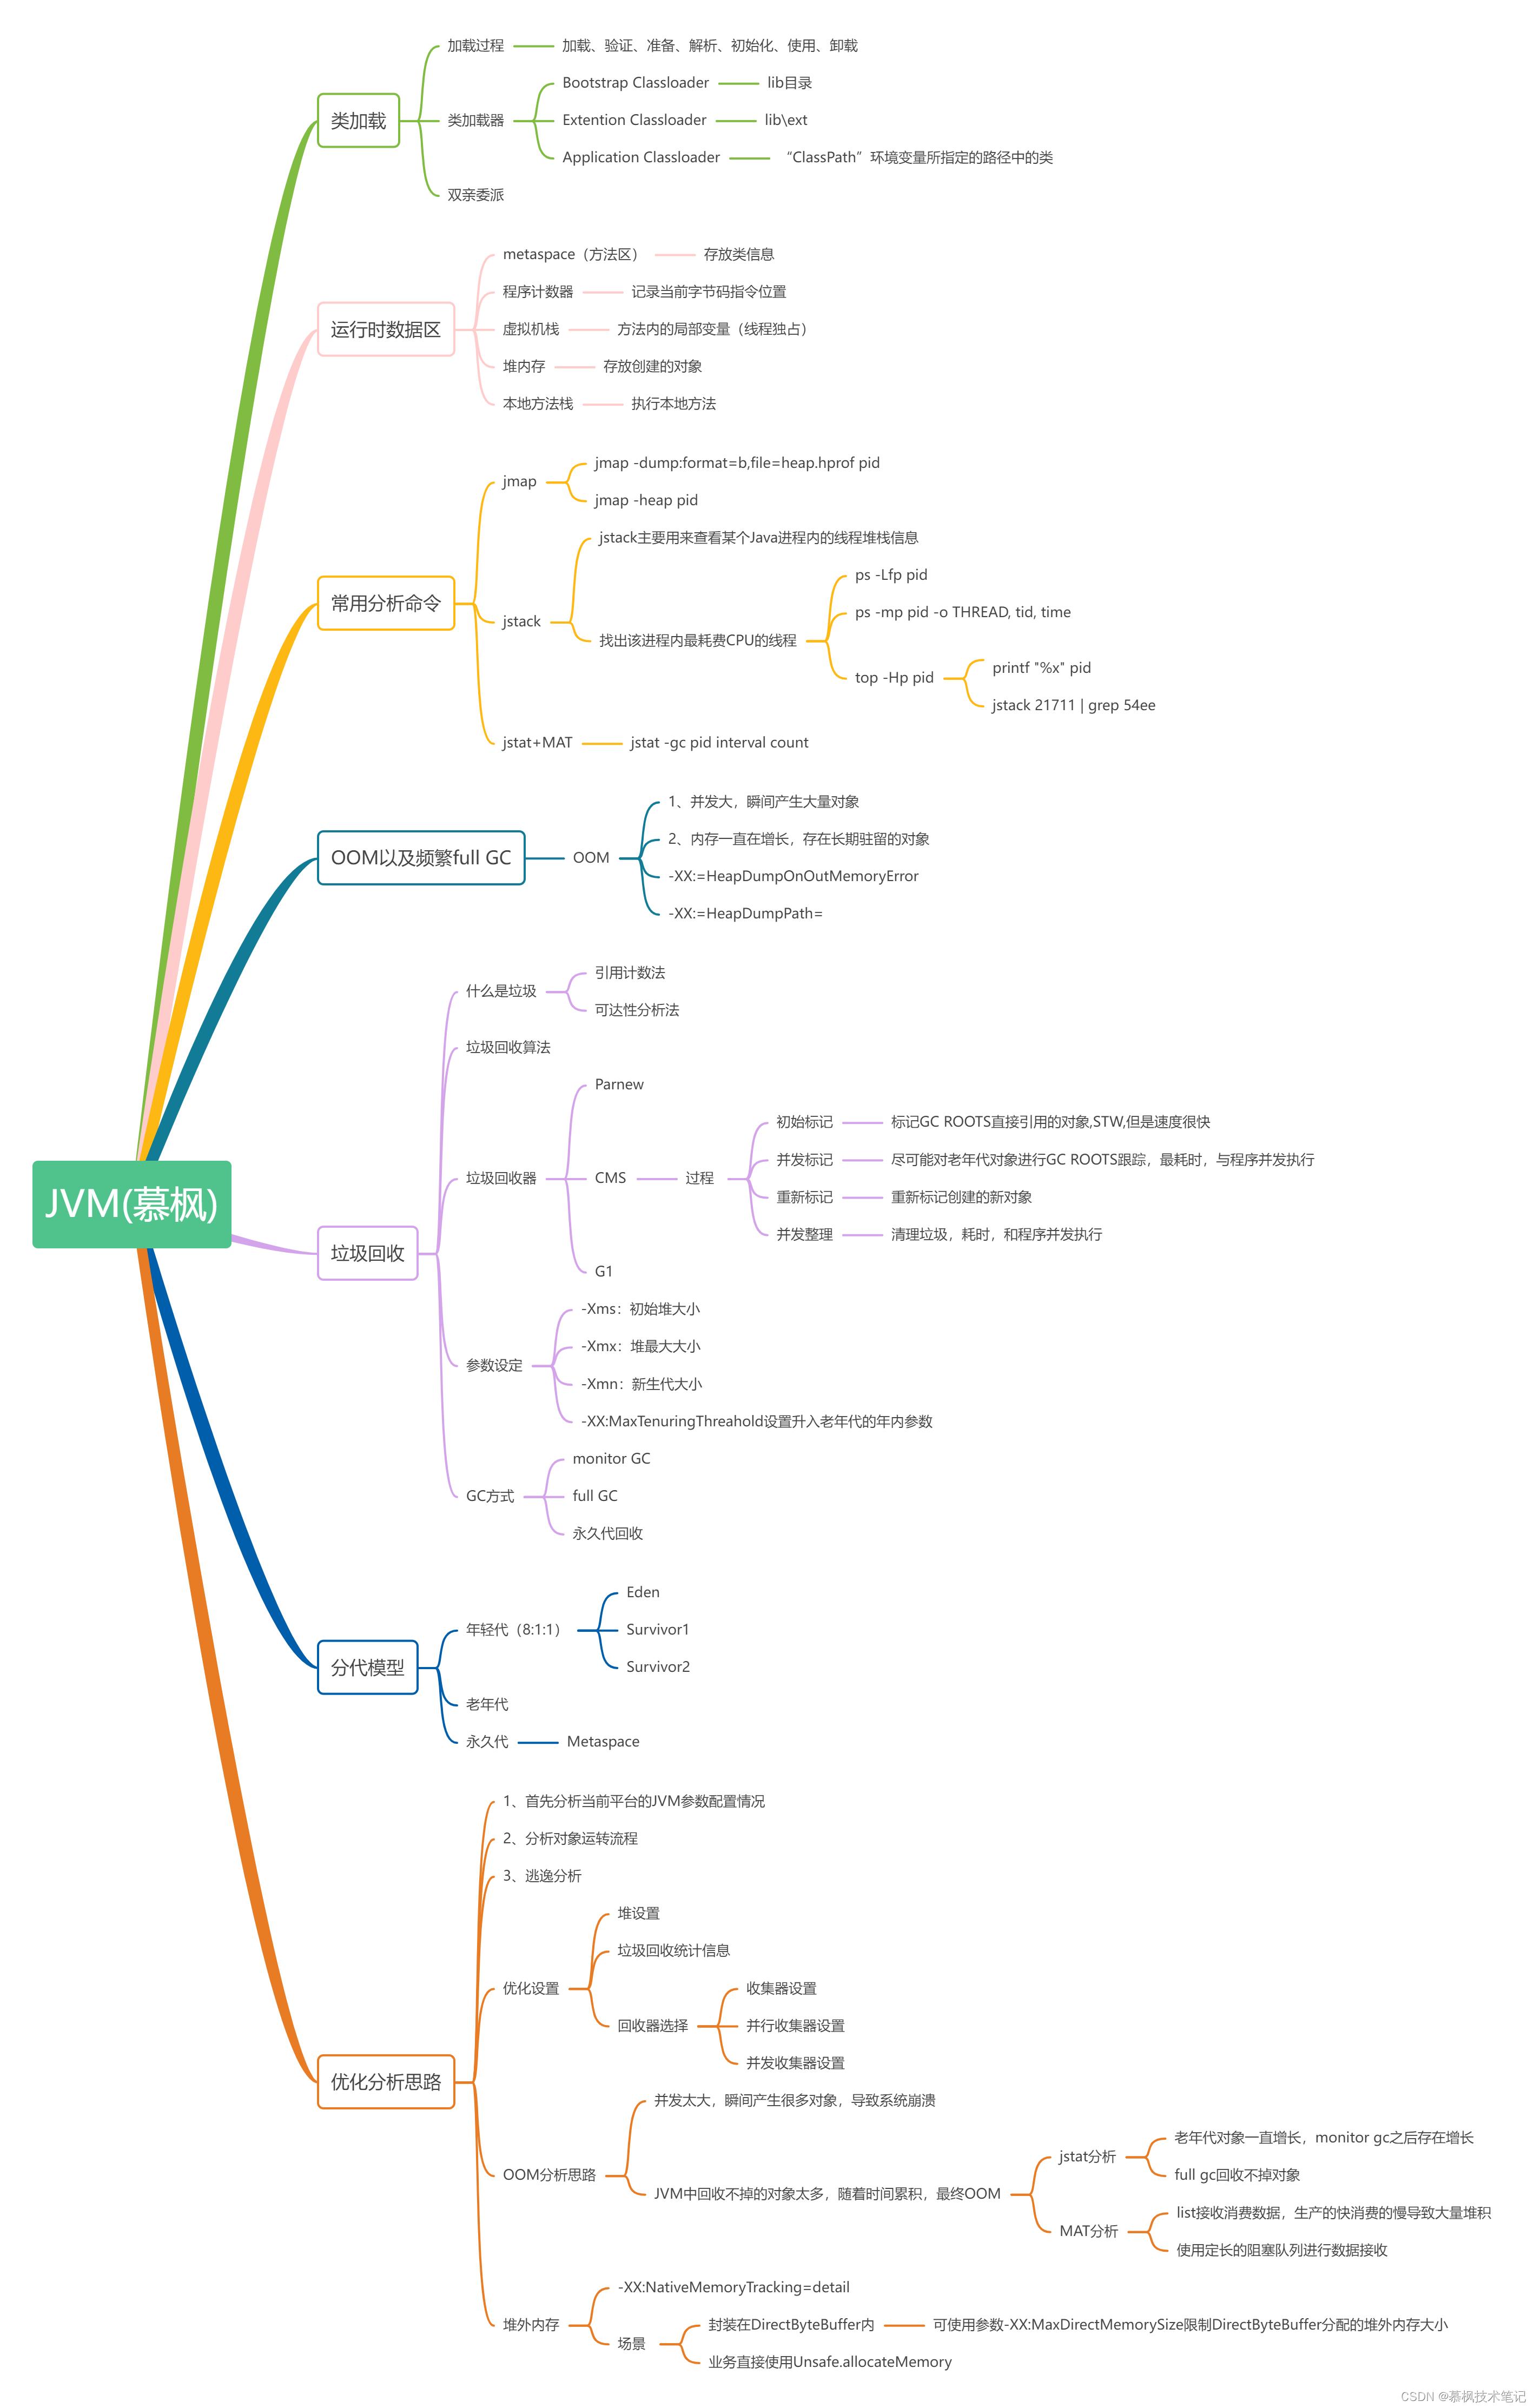 加载过程
加载、验证、准备、解析、初始化、使用、卸载
Bootstrap Classloader
lib目录
类加载
类加载器
Extention Classloader
lib\ext
Application Classloader
“ClassPath”环境变量所指定的路径中的类
双亲委派
metaspace（方法区）
存放类信息
程序计数器
记录当前字节码指令位置
运行时数据区
虚拟机栈
方法内的局部变量（线程独占）
堆内存
存放创建的对象
本地方法栈
执行本地方法
jmap
jmap -dump:format=b,file=heap.hprof pid
jmap -heap pid
jstack主要用来查看某个Java进程内的线程堆栈信息
常用分析命令
jstack
ps -Lfp pid
ps -mp pid -o THREAD, tid, time
找出该进程内最耗费CPU的线程
top -Hp pid
printf "%x" pid
jstack 21711 | grep 54ee
jstat+MAT
jstat -gc pid interval count
OOM以及频繁full GC
OOM
1、并发大，瞬间产生大量对象
2、内存一直在增长，存在长期驻留的对象
-XX:=HeapDumpOnOutMemoryError
-XX:=HeapDumpPath=
什么是垃圾
引用计数法
可达性分析法
垃圾回收算法
JVM(慕枫)
垃圾回收
垃圾回收器
Parnew
CMS
过程
初始标记
标记GC ROOTS直接引用的对象,STW,但是速度很快
并发标记
尽可能对老年代对象进行GC ROOTS跟踪，最耗时，与程序并发执行
重新标记
重新标记创建的新对象
并发整理
清理垃圾，耗时，和程序并发执行
G1
参数设定
-Xms：初始堆大小
-Xmx：堆最大大小
-Xmn：新生代大小
-XX:MaxTenuringThreahold设置升入老年代的年内参数
GC方式
monitor GC
full GC
永久代回收
分代模型
年轻代（8:1:1）
Eden
Survivor1
Survivor2
老年代
永久代
Metaspace
1、首先分析当前平台的JVM参数配置情况
2、分析对象运转流程
3、逃逸分析
优化设置
堆设置
垃圾回收统计信息
回收器选择
收集器设置
并行收集器设置
并发收集器设置
优化分析思路
OOM分析思路
并发太大，瞬间产生很多对象，导致系统崩溃
JVM中回收不掉的对象太多，随着时间累积，最终OOM
jstat分析
老年代对象一直增长，monitor gc之后存在增长
full gc回收不掉对象
MAT分析
list接收消费数据，生产的快消费的慢导致大量堆积
使用定长的阻塞队列进行数据接收
堆外内存
-XX:NativeMemoryTracking=detail
场景
封装在DirectByteBuffer内
可使用参数-XX:MaxDirectMemorySize限制DirectByteBuffer分配的堆外内存大小
业务直接使用Unsafe.allocateMemory
CSDN @慕枫技术笔记